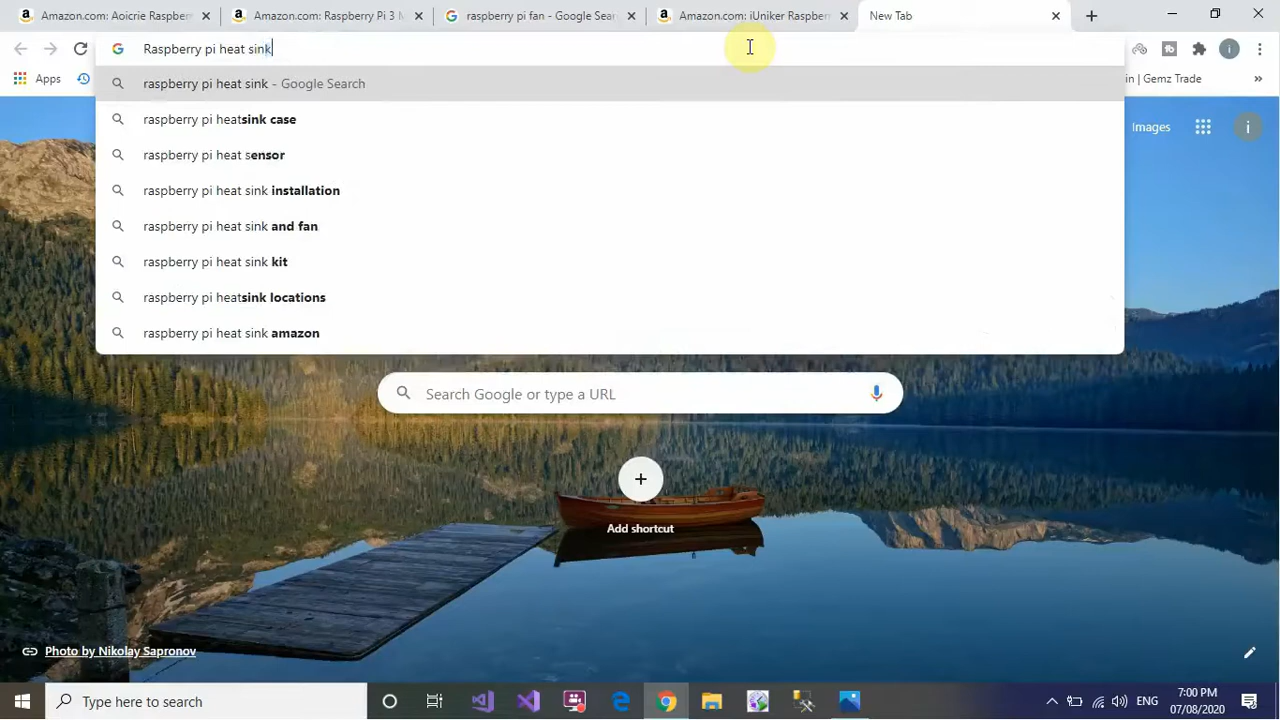 Amazon.com: Aoicrie Raspberr
Amazon.com: Raspberry Pi 3 M
raspberry pi fan - Google Sear
Amazon.com: iUniker Raspberr
New Tab
Raspberry pi heat sink
Apps
in | Gemz Trade
»
raspberry pi heat sink - Google Search
raspberry pi heatsink case
raspberry pi heat sensor
raspberry pi heat sink installation
raspberry pi heat sink and fan
raspberry pi heat sink kit
raspberry pi heatsink locations
raspberry pi heat sink amazon
Images
i
Search Google or type a URL
Add shortcut
Photo by Nikolay Sapronov
Type here to search
ENG
7:00 PM
07/08/2020